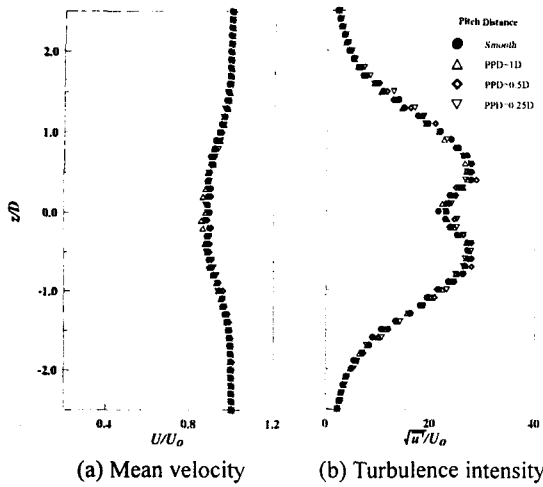 Pitch Distance
Smooth
PPD=1D
PPD=0.5D
PPD=0.25D
2.0
1.0
0.0
-1.0
-2.0
z/D
0.4
0.8
1.2
0
20
40
U/U₀
√u'/U₀
(a) Mean velocity
(b) Turbulence intensity